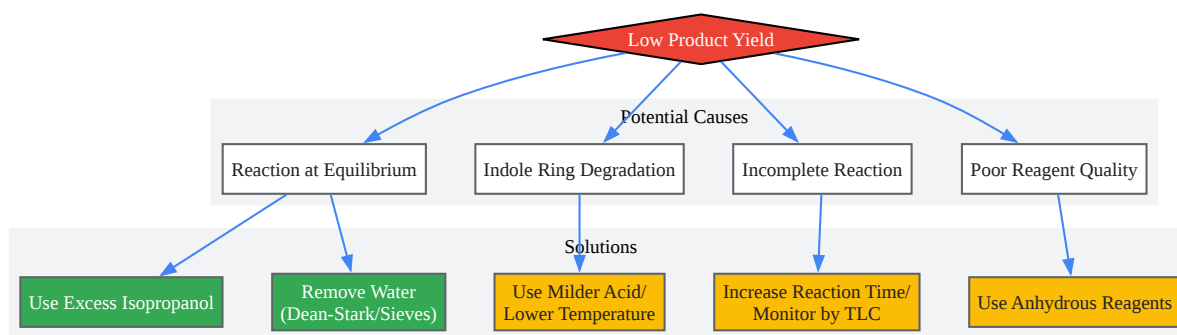 Low Product Yield
Potential Causes
Reaction at Equilibrium
Indole Ring Degradation
Incomplete Reaction
Poor Reagent Quality
Solutions
Use Excess Isopropanol
Remove Water
(Dean-Stark/Sieves)
Use Milder Acid/
Lower Temperature
Increase Reaction Time/
Monitor by TLC
Use Anhydrous Reagents